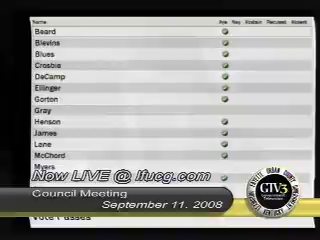 Name Aye Nay Abstain Recused Absent
Beard
Blevins
Blues
Crosbie
DeCamp
Ellinger
Gorton
Gray
Henson
James
Lane
McChord
Myers
Now LIVE @ lfucg.com
Council Meeting
September 11, 2008
GTV3
Vote Passes